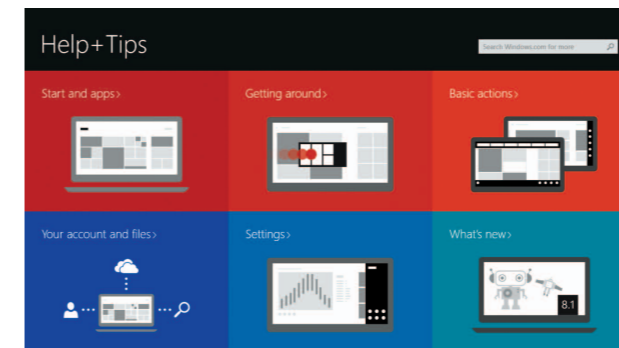 Help+Tips
Search Windows.com for more
Start and apps>
Getting around>
Basic actions>
Your account and files>
Settings>
What's new>
8.1